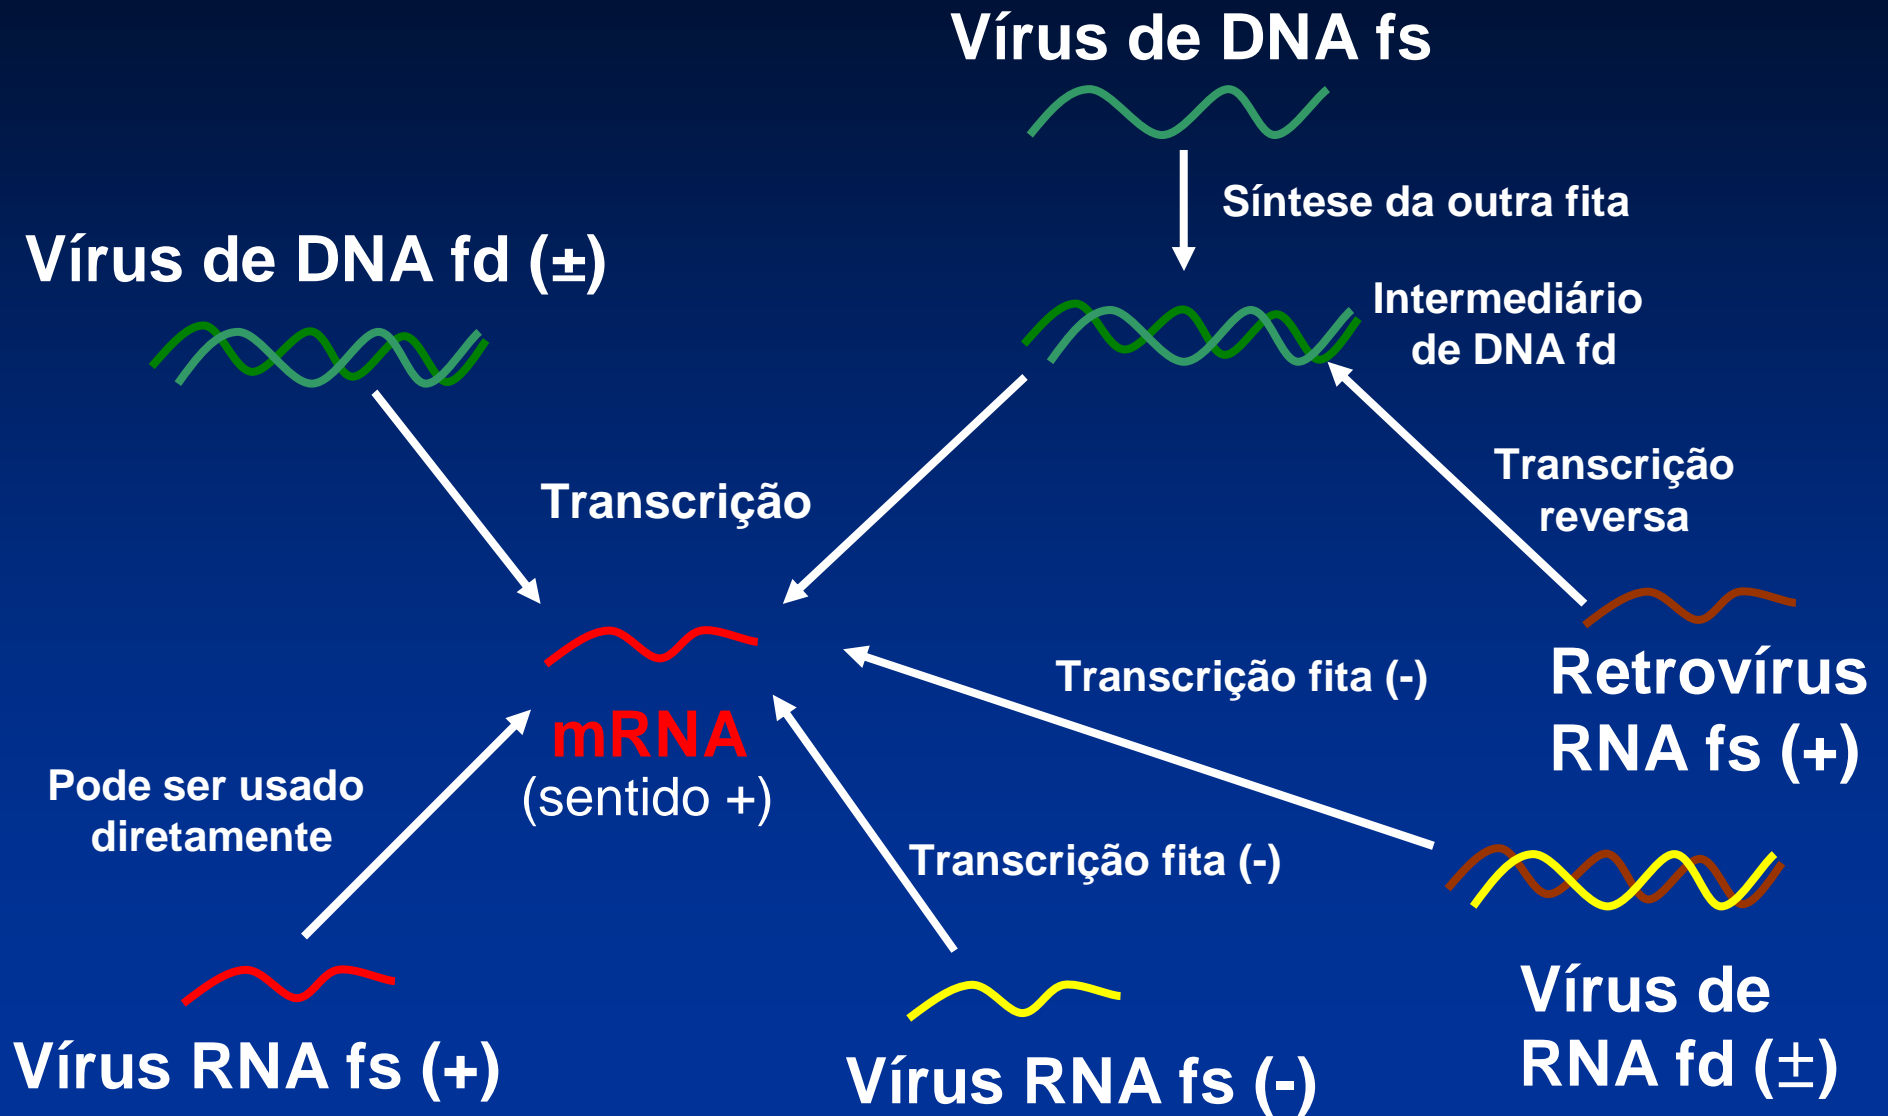 Vírus de DNA fs
Síntese da outra fita
Vírus de DNA fd (±)
Intermediário
de DNA fd
Transcrição
Transcrição
reversa
Retrovírus
RNA fs (+)
Transcrição fita (-)
mRNA
(sentido +)
Pode ser usado
diretamente
Transcrição fita (-)
Vírus de
RNA fd (±)
Vírus RNA fs (+)
Vírus RNA fs (-)